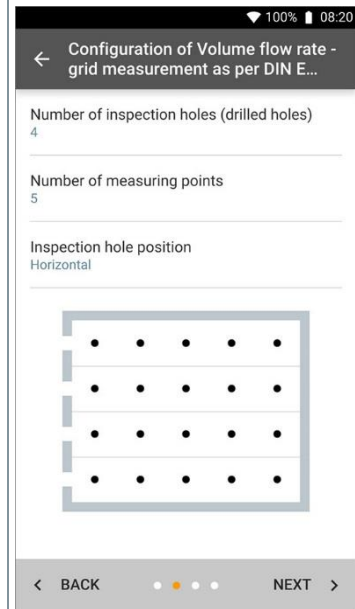 100% 08:20
Configuration of Volume flow rate -
grid measurement as per DIN E...
Number of inspection holes (drilled holes)
4
Number of measuring points
5
Inspection hole position
Horizontal
BACK
NEXT